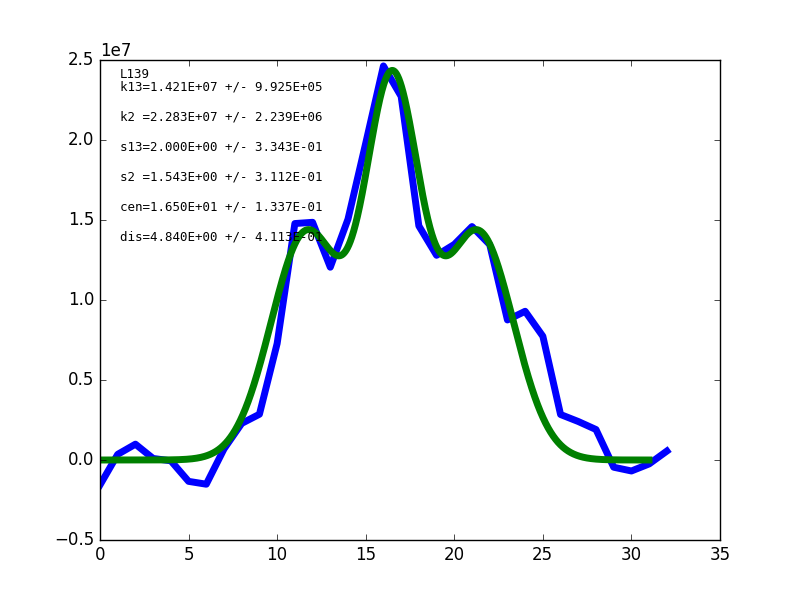 1e7
L139
k13=1.421E+07 +/- 9.925E+05
k2 =2.283E+07 +/- 2.239E+06
s13=2.000E+00 +/- 3.343E-01
s2 =1.543E+00 +/- 3.112E-01
cen=1.650E+01 +/- 1.337E-01
dis=4.840E+00 +/- 4.113E-01
2.5
2.0
1.5
1.0
0.5
0.0
−0.5
0 5 10 15 20 25 30 35